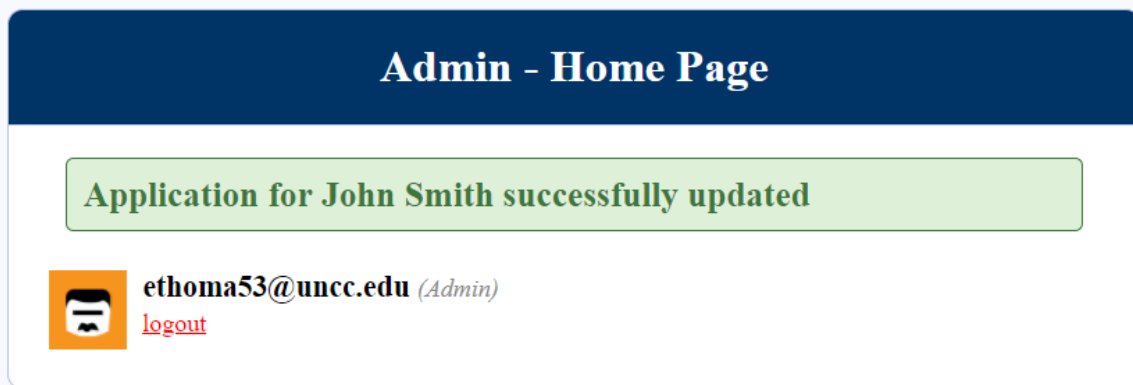 Admin - Home Page
Application for John Smith successfully updated
ethoma53@uncc.edu (Admin)
logout